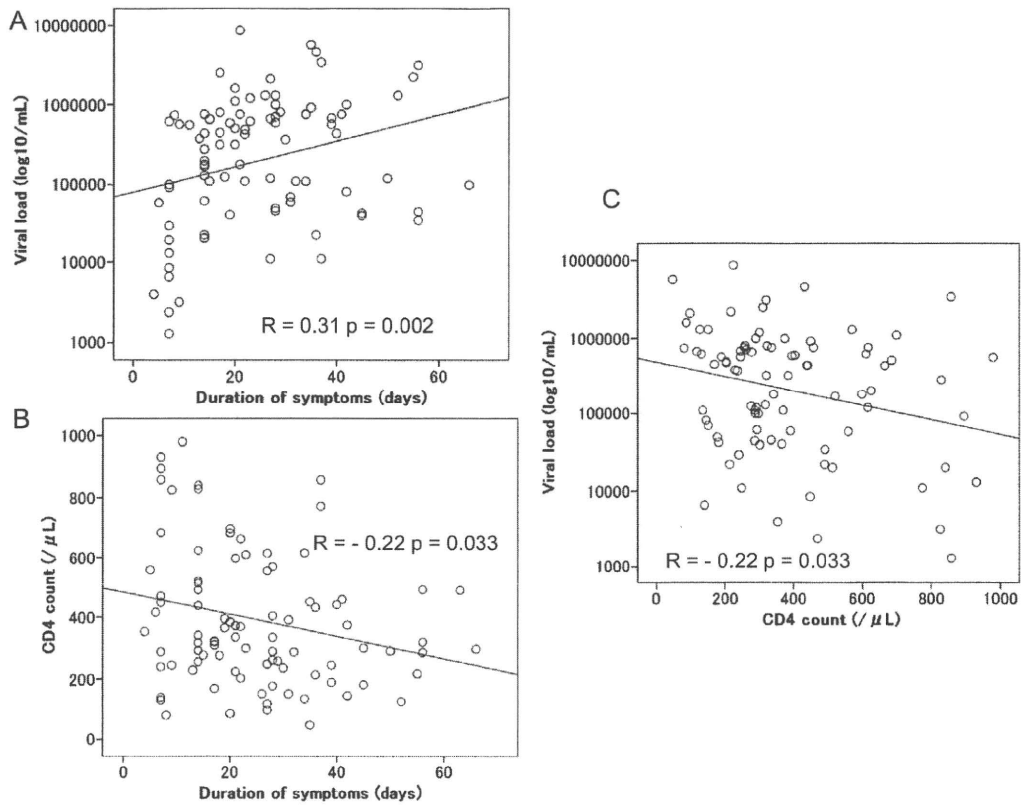 A
10000000
1000000
100000
10000
1000
Viral load (log10/mL)
R = 0.31 p = 0.002
0 20 40 60
Duration of symptoms (days)
B
1000
800
600
400
200
0
CD4 count (/μL)
R = - 0.22 p = 0.033
0 20 40 60
Duration of symptoms (days)
C
10000000
1000000
100000
10000
1000
Viral load (log10/mL)
R = - 0.22 p = 0.033
0 200 400 600 800 1000
CD4 count (/μL)